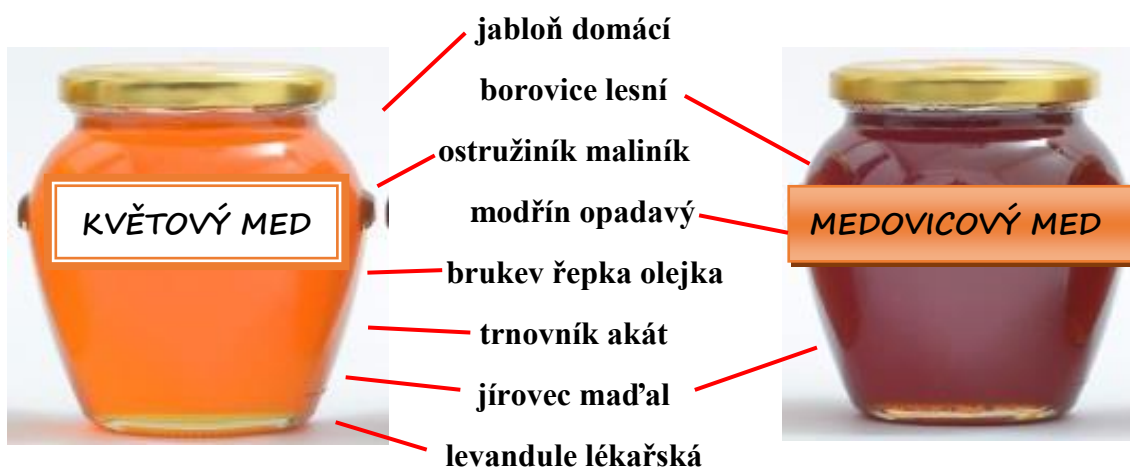 jabloň domácí
borovice lesní
ostružiník maliník
modřín opadavý
KVĚTOVÝ MED
MEDOVICOVÝ MED
brukev řepka olejka
trnovník akát
jírovec maďal
levandule lékařská